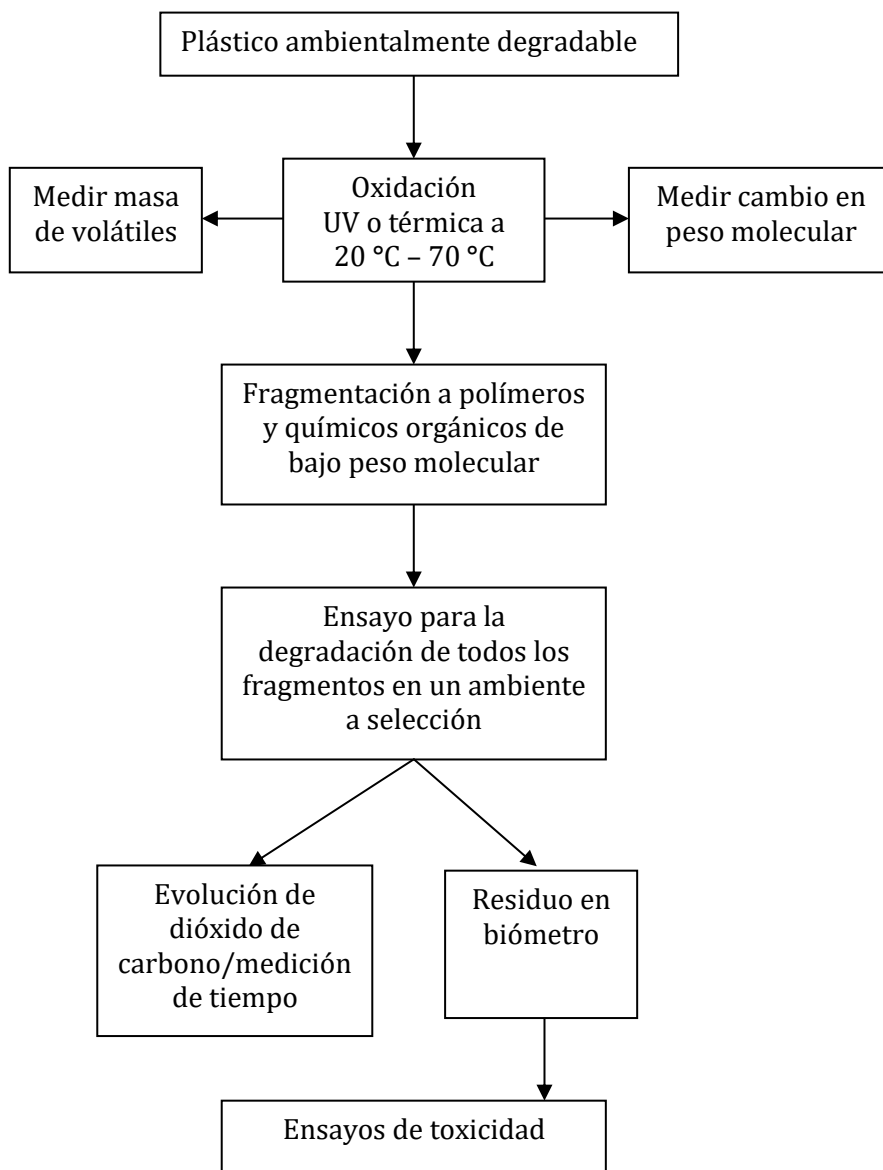 Plástico ambientalmente degradable
Medir masa
de volátiles
Oxidación
UV o térmica a
20 °C – 70 °C
Medir cambio en
peso molecular
Fragmentación a polímeros
y químicos orgánicos de
bajo peso molecular
Ensayo para la
degradación de todos los
fragmentos en un ambiente
a selección
Evolución de
dióxido de
carbono/medición
de tiempo
Residuo en
biómetro
Ensayos de toxicidad